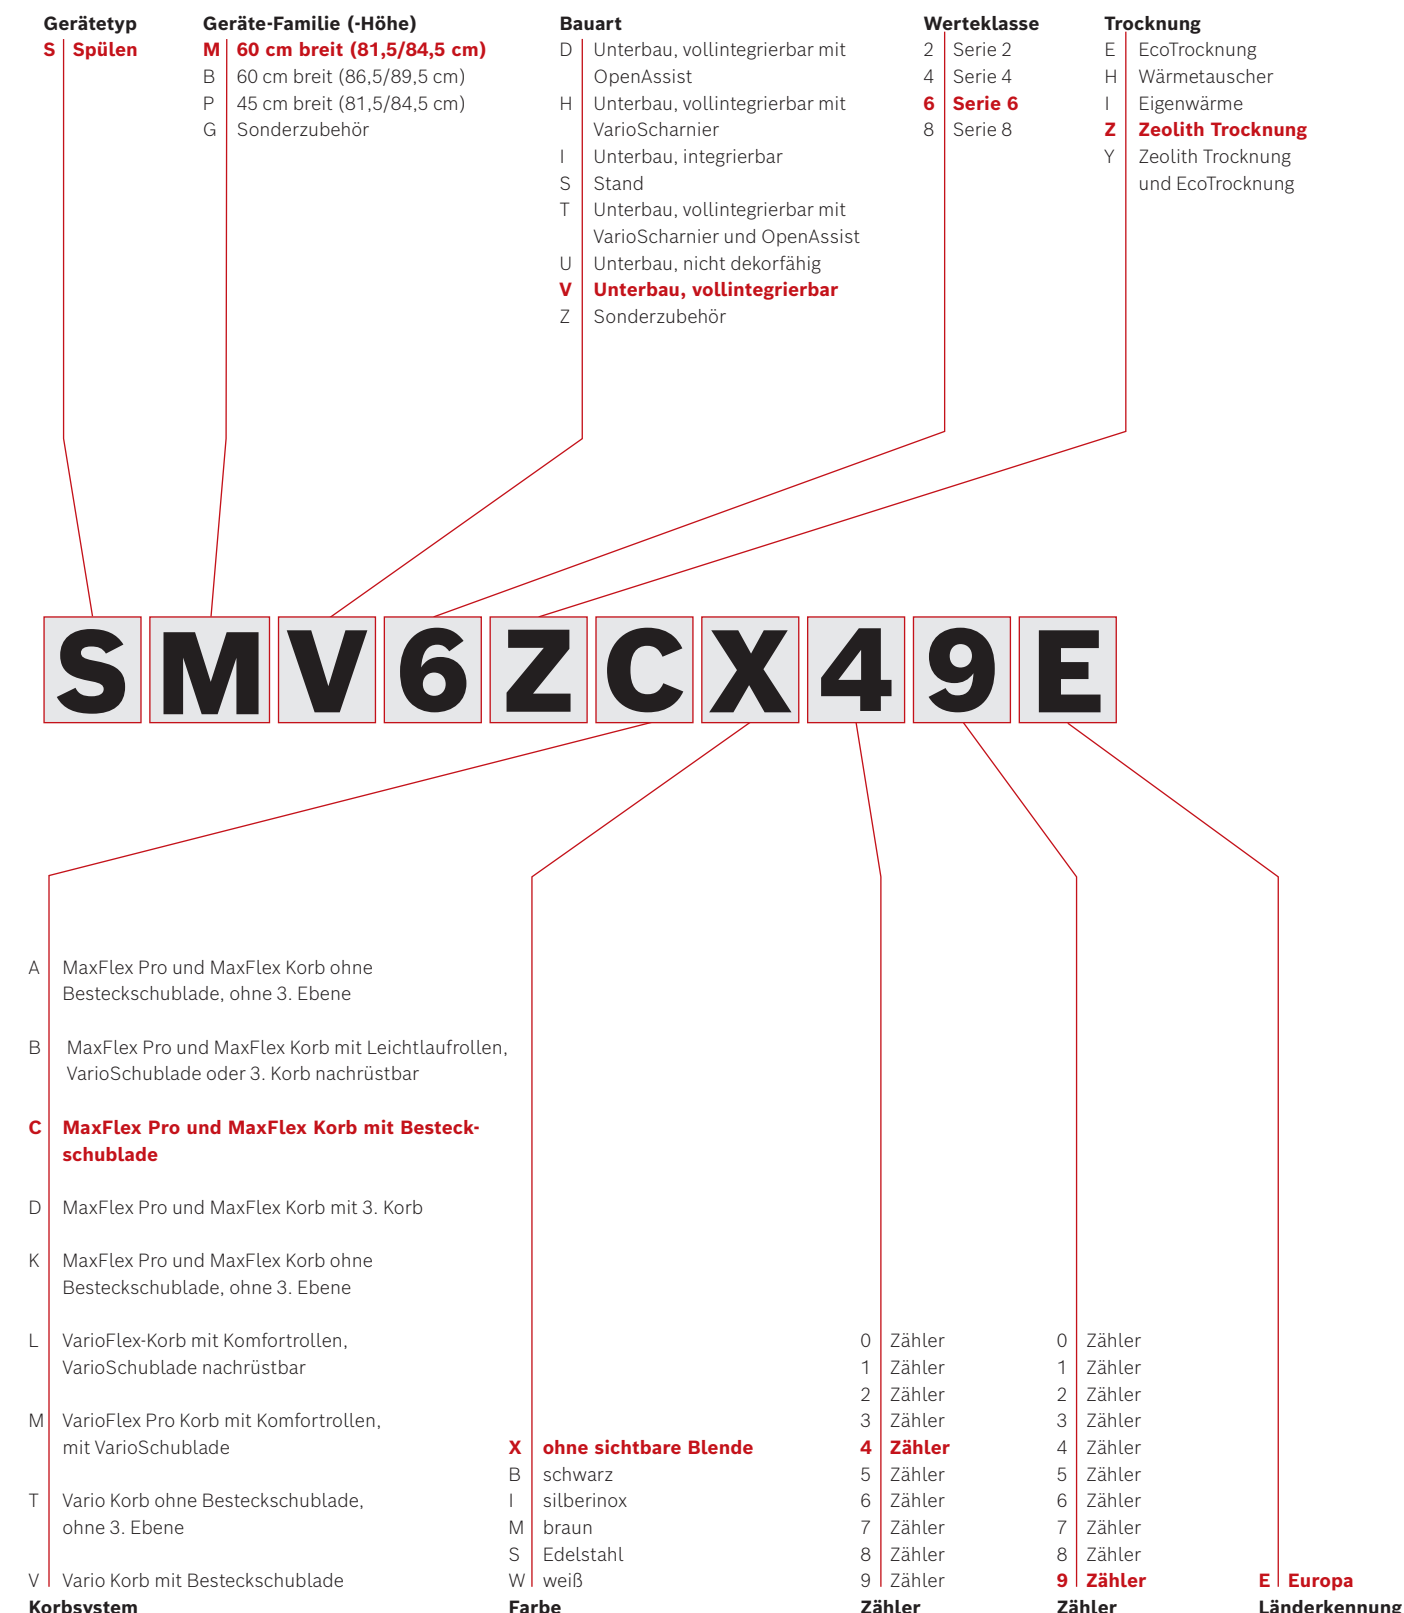 Gerätetyp
S Spülen
Geräte-Familie (-Höhe)
M 60 cm breit (81,5/84,5 cm)
B 60 cm breit (86,5/89,5 cm)
P 45 cm breit (81,5/84,5 cm)
G Sonderzubehör
Bauart
D Unterbau, vollintegrierbar mit
OpenAssist
H Unterbau, vollintegrierbar mit
VarioScharnier
I Unterbau, integrierbar
S Stand
T Unterbau, vollintegrierbar mit
VarioScharnier und OpenAssist
U Unterbau, nicht dekorfähig
V Unterbau, vollintegrierbar
Z Sonderzubehör
Werteklasse
2 Serie 2
4 Serie 4
6 Serie 6
8 Serie 8
Trocknung
E EcoTrocknung
H Wärmetauscher
I Eigenwärme
Z Zeolith Trocknung
Y Zeolith Trocknung
und EcoTrocknung
S M V 6 Z C X 4 9 E
A MaxFlex Pro und MaxFlex Korb ohne
Besteckschublade, ohne 3. Ebene
B MaxFlex Pro und MaxFlex Korb mit Leichtlaufrollen,
VarioSchublade oder 3. Korb nachrüstbar
C MaxFlex Pro und MaxFlex Korb mit Besteck-
schublade
D MaxFlex Pro und MaxFlex Korb mit 3. Korb
K MaxFlex Pro und MaxFlex Korb ohne
Besteckschublade, ohne 3. Ebene
L VarioFlex-Korb mit Komfortrollen,
VarioSchublade nachrüstbar
M VarioFlex Pro Korb mit Komfortrollen,
mit VarioSchublade
T Vario Korb ohne Besteckschublade,
ohne 3. Ebene
V Vario Korb mit Besteckschublade
Korbsystem
X ohne sichtbare Blende
B schwarz
I silberinox
M braun
S Edelstahl
W weiß
Farbe
0 Zähler
1 Zähler
2 Zähler
3 Zähler
4 Zähler
5 Zähler
6 Zähler
7 Zähler
8 Zähler
9 Zähler
Zähler
0 Zähler
1 Zähler
2 Zähler
3 Zähler
4 Zähler
5 Zähler
6 Zähler
7 Zähler
8 Zähler
9 Zähler
Zähler
E Europa
Länderkennung